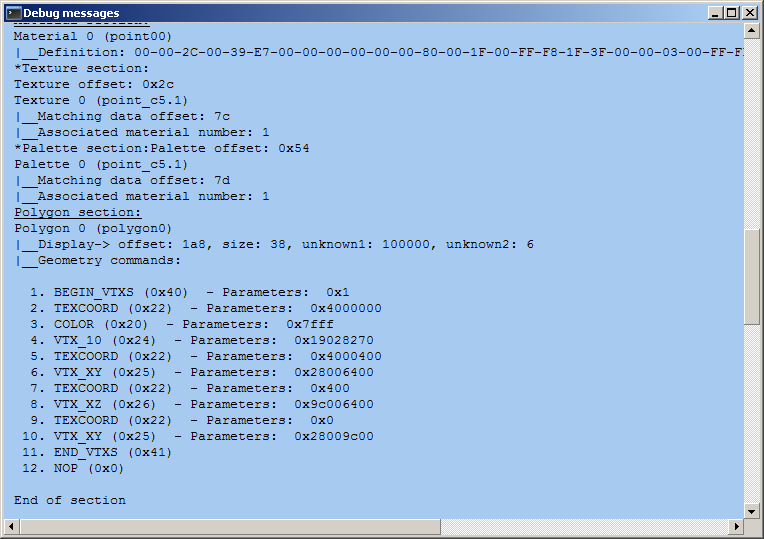 Debug messages
Material section:
Material 0 (point00)
|__Definition: 00-00-2C-00-39-E7-00-00-00-00-00-00-80-00-1F-00-FF-F8-1F-3F-00-00-03-00-FF-F
*Texture section:
Texture offset: 0x2c
Texture 0 (point_c5.1)
|__Matching data offset: 7c
|__Associated material number: 1
*Palette section:Palette offset: 0x54
Palette 0 (point_c5.1)
|__Matching data offset: 7d
|__Associated material number: 1
Polygon section:
Polygon 0 (polygon0)
|__Display-> offset: 1a8, size: 38, unknown1: 100000, unknown2: 6
|__Geometry commands:
1. BEGIN_VTXS (0x40) - Parameters: 0x1
2. TEXCOORD (0x22) - Parameters: 0x4000000
3. COLOR (0x20) - Parameters: 0x7fff
4. VTX_10 (0x24) - Parameters: 0x19028270
5. TEXCOORD (0x22) - Parameters: 0x4000400
6. VTX_XY (0x25) - Parameters: 0x28006400
7. TEXCOORD (0x22) - Parameters: 0x400
8. VTX_XZ (0x26) - Parameters: 0x9c006400
9. TEXCOORD (0x22) - Parameters: 0x0
10. VTX_XY (0x25) - Parameters: 0x28009c00
11. END_VTXS (0x41)
12. NOP (0x0)
End of section